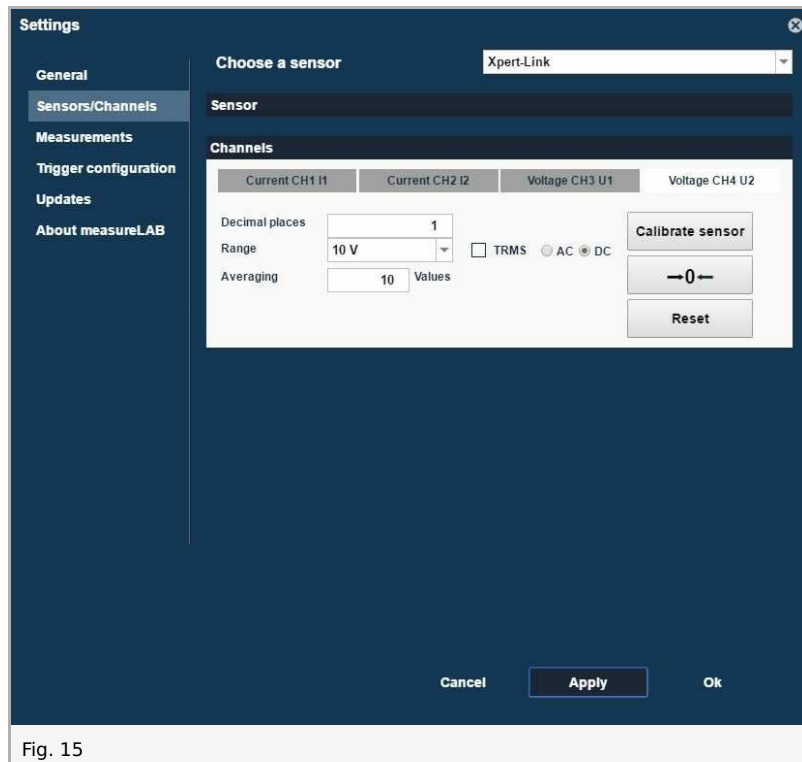 Settings
General
Sensors/Channels
Measurements
Trigger configuration
Updates
About measureLAB
Choose a sensor
Xpert-Link
Sensor
Channels
Current CH1 I1 Current CH2 I2 Voltage CH3 U1 Voltage CH4 U2
Decimal places 1
Range 10 V TRMS AC DC
Averaging 10 Values
Calibrate sensor
→0←
Reset
Cancel Apply Ok
Fig. 15